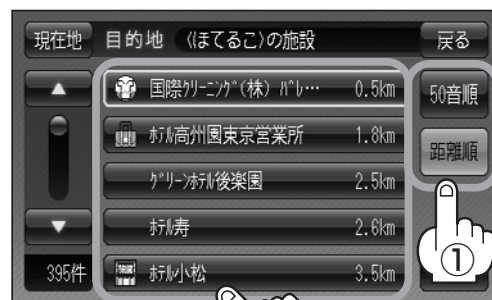 現在地 目的地 《ほてるこ》の施設 戻る
国際ｸﾘｰﾆﾝｸﾞ(株) ﾊﾟﾚ… 0.5km
50音順
ﾎﾃﾙ高州園東京営業所 1.8km
距離順
ｸﾞﾘｰﾝﾎﾃﾙ後楽園 2.5km
ﾎﾃﾙ寿 2.6km
①
395件 ﾎﾃﾙ小松 3.5km